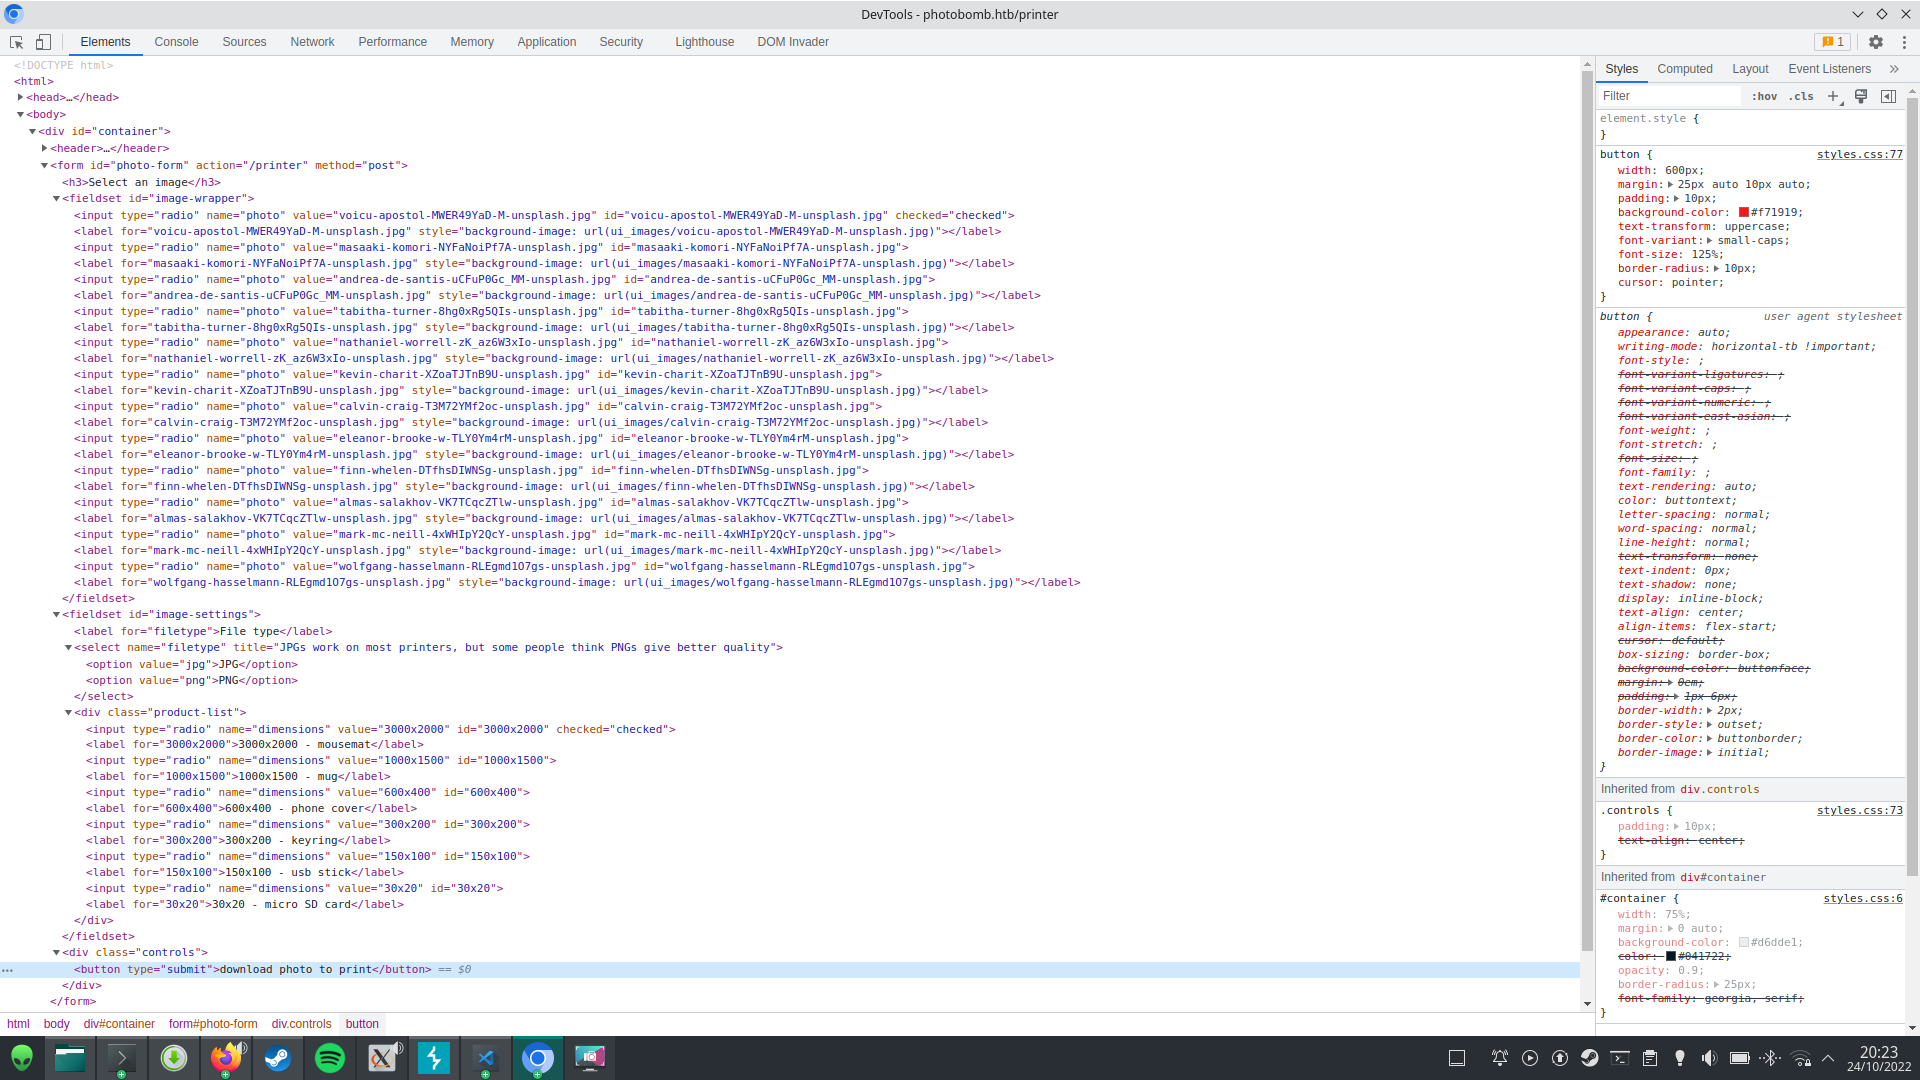 DevTools - photobomb.htb/printer
Elements Console Sources Network Performance Memory Application Security Lighthouse DOM Invader 1
<!DOCTYPE html>
<html>
<head>…</head>
<body>
<div id="container">
<header>…</header>
<form id="photo-form" action="/printer" method="post">
<h3>Select an image</h3>
<fieldset id="image-wrapper">
<input type="radio" name="photo" value="voicu-apostol-MWER49YaD-M-unsplash.jpg" id="voicu-apostol-MWER49YaD-M-unsplash.jpg" checked="checked">
<label for="voicu-apostol-MWER49YaD-M-unsplash.jpg" style="background-image: url(ui_images/voicu-apostol-MWER49YaD-M-unsplash.jpg)"></label>
<input type="radio" name="photo" value="masaaki-komori-NYFaNoiPf7A-unsplash.jpg" id="masaaki-komori-NYFaNoiPf7A-unsplash.jpg">
<label for="masaaki-komori-NYFaNoiPf7A-unsplash.jpg" style="background-image: url(ui_images/masaaki-komori-NYFaNoiPf7A-unsplash.jpg)"></label>
<input type="radio" name="photo" value="andrea-de-santis-uCFuP0Gc_MM-unsplash.jpg" id="andrea-de-santis-uCFuP0Gc_MM-unsplash.jpg">
<label for="andrea-de-santis-uCFuP0Gc_MM-unsplash.jpg" style="background-image: url(ui_images/andrea-de-santis-uCFuP0Gc_MM-unsplash.jpg)"></label>
<input type="radio" name="photo" value="tabitha-turner-8hg0xRg5QIs-unsplash.jpg" id="tabitha-turner-8hg0xRg5QIs-unsplash.jpg">
<label for="tabitha-turner-8hg0xRg5QIs-unsplash.jpg" style="background-image: url(ui_images/tabitha-turner-8hg0xRg5QIs-unsplash.jpg)"></label>
<input type="radio" name="photo" value="nathaniel-worrell-zK_az6W3xIo-unsplash.jpg" id="nathaniel-worrell-zK_az6W3xIo-unsplash.jpg">
<label for="nathaniel-worrell-zK_az6W3xIo-unsplash.jpg" style="background-image: url(ui_images/nathaniel-worrell-zK_az6W3xIo-unsplash.jpg)"></label>
<input type="radio" name="photo" value="kevin-charit-XZoaTJTnB9U-unsplash.jpg" id="kevin-charit-XZoaTJTnB9U-unsplash.jpg">
<label for="kevin-charit-XZoaTJTnB9U-unsplash.jpg" style="background-image: url(ui_images/kevin-charit-XZoaTJTnB9U-unsplash.jpg)"></label>
<input type="radio" name="photo" value="calvin-craig-T3M72YMf2oc-unsplash.jpg" id="calvin-craig-T3M72YMf2oc-unsplash.jpg">
<label for="calvin-craig-T3M72YMf2oc-unsplash.jpg" style="background-image: url(ui_images/calvin-craig-T3M72YMf2oc-unsplash.jpg)"></label>
<input type="radio" name="photo" value="eleanor-brooke-w-TLY0Ym4rM-unsplash.jpg" id="eleanor-brooke-w-TLY0Ym4rM-unsplash.jpg">
<label for="eleanor-brooke-w-TLY0Ym4rM-unsplash.jpg" style="background-image: url(ui_images/eleanor-brooke-w-TLY0Ym4rM-unsplash.jpg)"></label>
<input type="radio" name="photo" value="finn-whelen-DTfhsDIWNSg-unsplash.jpg" id="finn-whelen-DTfhsDIWNSg-unsplash.jpg">
<label for="finn-whelen-DTfhsDIWNSg-unsplash.jpg" style="background-image: url(ui_images/finn-whelen-DTfhsDIWNSg-unsplash.jpg)"></label>
<input type="radio" name="photo" value="almas-salakhov-VK7TCqcZTlw-unsplash.jpg" id="almas-salakhov-VK7TCqcZTlw-unsplash.jpg">
<label for="almas-salakhov-VK7TCqcZTlw-unsplash.jpg" style="background-image: url(ui_images/almas-salakhov-VK7TCqcZTlw-unsplash.jpg)"></label>
<input type="radio" name="photo" value="mark-mc-neill-4xWHIpY2QcY-unsplash.jpg" id="mark-mc-neill-4xWHIpY2QcY-unsplash.jpg">
<label for="mark-mc-neill-4xWHIpY2QcY-unsplash.jpg" style="background-image: url(ui_images/mark-mc-neill-4xWHIpY2QcY-unsplash.jpg)"></label>
<input type="radio" name="photo" value="wolfgang-hasselmann-RLEgmd1O7gs-unsplash.jpg" id="wolfgang-hasselmann-RLEgmd1O7gs-unsplash.jpg">
<label for="wolfgang-hasselmann-RLEgmd1O7gs-unsplash.jpg" style="background-image: url(ui_images/wolfgang-hasselmann-RLEgmd1O7gs-unsplash.jpg)"></label>
</fieldset>
<fieldset id="image-settings">
<label for="filetype">File type</label>
<select name="filetype" title="JPGs work on most printers, but some people think PNGs give better quality">
<option value="jpg">JPG</option>
<option value="png">PNG</option>
</select>
<div class="product-list">
<input type="radio" name="dimensions" value="3000x2000" id="3000x2000" checked="checked">
<label for="3000x2000">3000x2000 - mousemat</label>
<input type="radio" name="dimensions" value="1000x1500" id="1000x1500">
<label for="1000x1500">1000x1500 - mug</label>
<input type="radio" name="dimensions" value="600x400" id="600x400">
<label for="600x400">600x400 - phone cover</label>
<input type="radio" name="dimensions" value="300x200" id="300x200">
<label for="300x200">300x200 - keyring</label>
<input type="radio" name="dimensions" value="150x100" id="150x100">
<label for="150x100">150x100 - usb stick</label>
<input type="radio" name="dimensions" value="30x20" id="30x20">
<label for="30x20">30x20 - micro SD card</label>
</div>
</fieldset>
<div class="controls">
<button type="submit">download photo to print</button> == $0
</div>
</form>
html body div#container form#photo-form div.controls button
Styles Computed Layout Event Listeners »
Filter :hov .cls +
element.style {
}
button { styles.css:77
width: 600px;
margin: 25px auto 10px auto;
padding: 10px;
background-color: #f71919;
text-transform: uppercase;
font-variant: small-caps;
font-size: 125%;
border-radius: 10px;
cursor: pointer;
}
button { user agent stylesheet
appearance: auto;
writing-mode: horizontal-tb !important;
font-style: ;
font-variant-ligatures: ;
font-variant-caps: ;
font-variant-numeric: ;
font-variant-east-asian: ;
font-weight: ;
font-stretch: ;
font-size: ;
font-family: ;
text-rendering: auto;
color: buttontext;
letter-spacing: normal;
word-spacing: normal;
line-height: normal;
text-transform: none;
text-indent: 0px;
text-shadow: none;
display: inline-block;
text-align: center;
align-items: flex-start;
cursor: default;
box-sizing: border-box;
background-color: buttonface;
margin: 0em;
padding: 1px 6px;
border-width: 2px;
border-style: outset;
border-color: buttonborder;
border-image: initial;
}
Inherited from div.controls
.controls { styles.css:73
padding: 10px;
text-align: center;
}
Inherited from div#container
#container { styles.css:6
width: 75%;
margin: 0 auto;
background-color: #d6dde1;
color: #041722;
opacity: 0.9;
border-radius: 25px;
font-family: georgia, serif;
}
20:23
24/10/2022